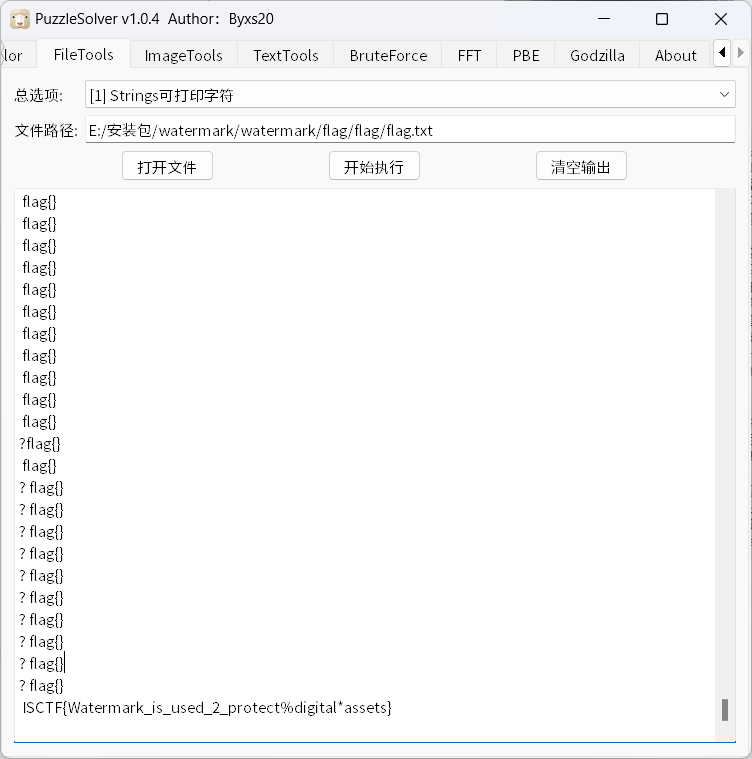 PuzzleSolver v1.0.4 Author：Byxs20
lor FileTools ImageTools TextTools BruteForce FFT PBE Godzilla About
总选项: [1] Strings可打印字符
文件路径: E:/安装包/watermark/watermark/flag/flag/flag.txt
打开文件 开始执行 清空输出
flag{}
flag{}
flag{}
flag{}
flag{}
flag{}
flag{}
flag{}
flag{}
flag{}
flag{}
?flag{}
flag{}
? flag{}
? flag{}
? flag{}
? flag{}
? flag{}
? flag{}
? flag{}
? flag{}
? flag{}
? flag{}
ISCTF{Watermark_is_used_2_protect%digital*assets}